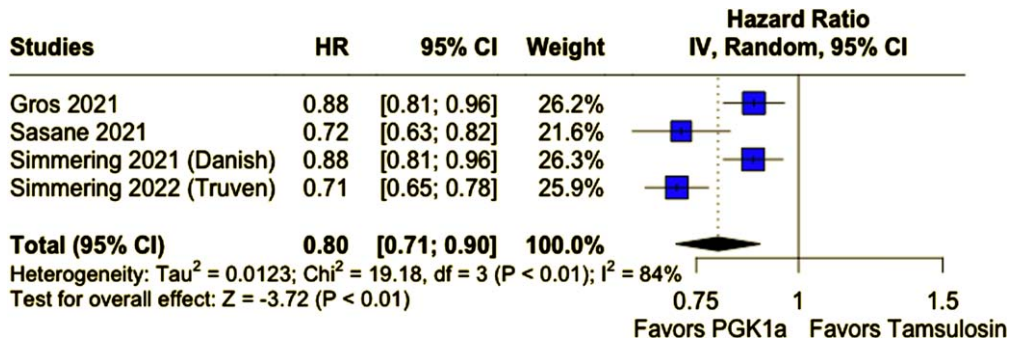 Hazard Ratio
Studies HR 95% CI Weight IV, Random, 95% CI
Gros 2021 0.88 [0.81; 0.96] 26.2%
Sasane 2021 0.72 [0.63; 0.82] 21.6%
Simmering 2021 (Danish) 0.88 [0.81; 0.96] 26.3%
Simmering 2022 (Truven) 0.71 [0.65; 0.78] 25.9%
Total (95% CI) 0.80 [0.71; 0.90] 100.0%
Heterogeneity: Tau² = 0.0123; Chi² = 19.18, df = 3 (P < 0.01); I² = 84%
Test for overall effect: Z = -3.72 (P < 0.01)
0.75 1 1.5
Favors PGK1a Favors Tamsulosin